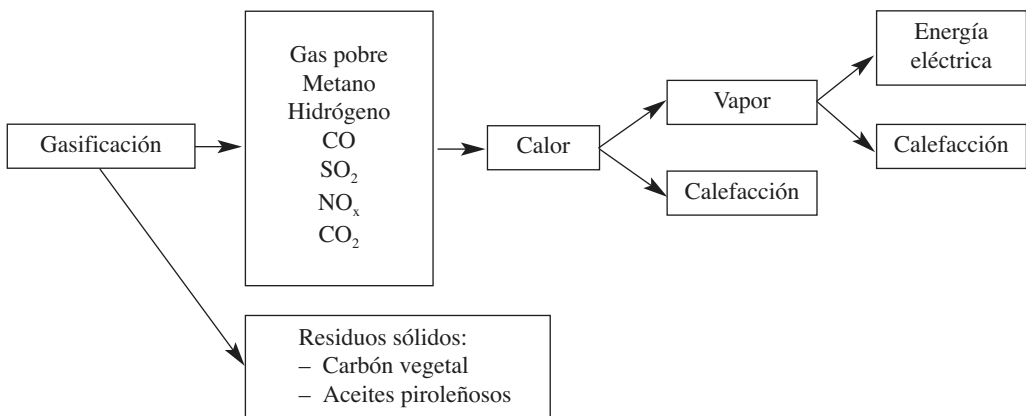 Gasificación
Gas pobre
Metano
Hidrógeno
CO
SO₂
NOₓ
CO₂
Calor
Vapor
Calefacción
Energía
eléctrica
Calefacción
Residuos sólidos:
– Carbón vegetal
– Aceites piroleñosos